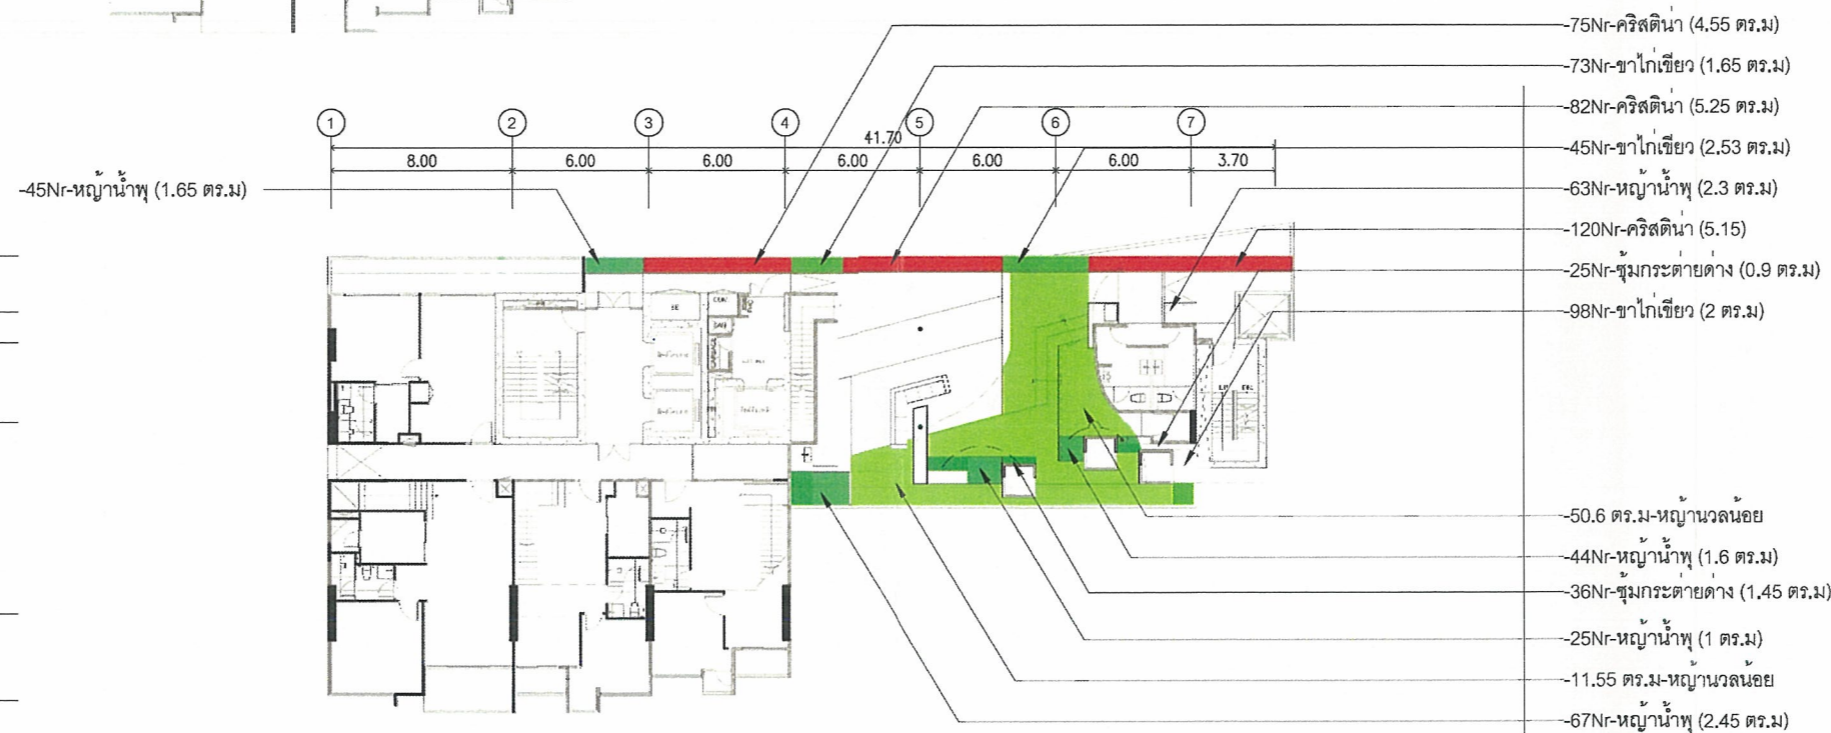 -75Nr-คริสติน่า (4.55 ตร.ม)
-73Nr-ขาไก่เขียว (1.65 ตร.ม)
-82Nr-คริสติน่า (5.25 ตร.ม)
1 2 3 4 5 6 7
41.70
-45Nr-ขาไก่เขียว (2.53 ตร.ม)
8.00 6.00 6.00 6.00 6.00 6.00 3.70
-45Nr-หญ้าน้ำพุ (1.65 ตร.ม)
-63Nr-หญ้าน้ำพุ (2.3 ตร.ม)
-120Nr-คริสติน่า (5.15)
-25Nr-ซุ้มกระต่ายด่าง (0.9 ตร.ม)
-98Nr-ขาไก่เขียว (2 ตร.ม)
-50.6 ตร.ม-หญ้านวลน้อย
-44Nr-หญ้าน้ำพุ (1.6 ตร.ม)
-36Nr-ซุ้มกระต่ายด่าง (1.45 ตร.ม)
-25Nr-หญ้าน้ำพุ (1 ตร.ม)
-11.55 ตร.ม-หญ้านวลน้อย
-67Nr-หญ้าน้ำพุ (2.45 ตร.ม)